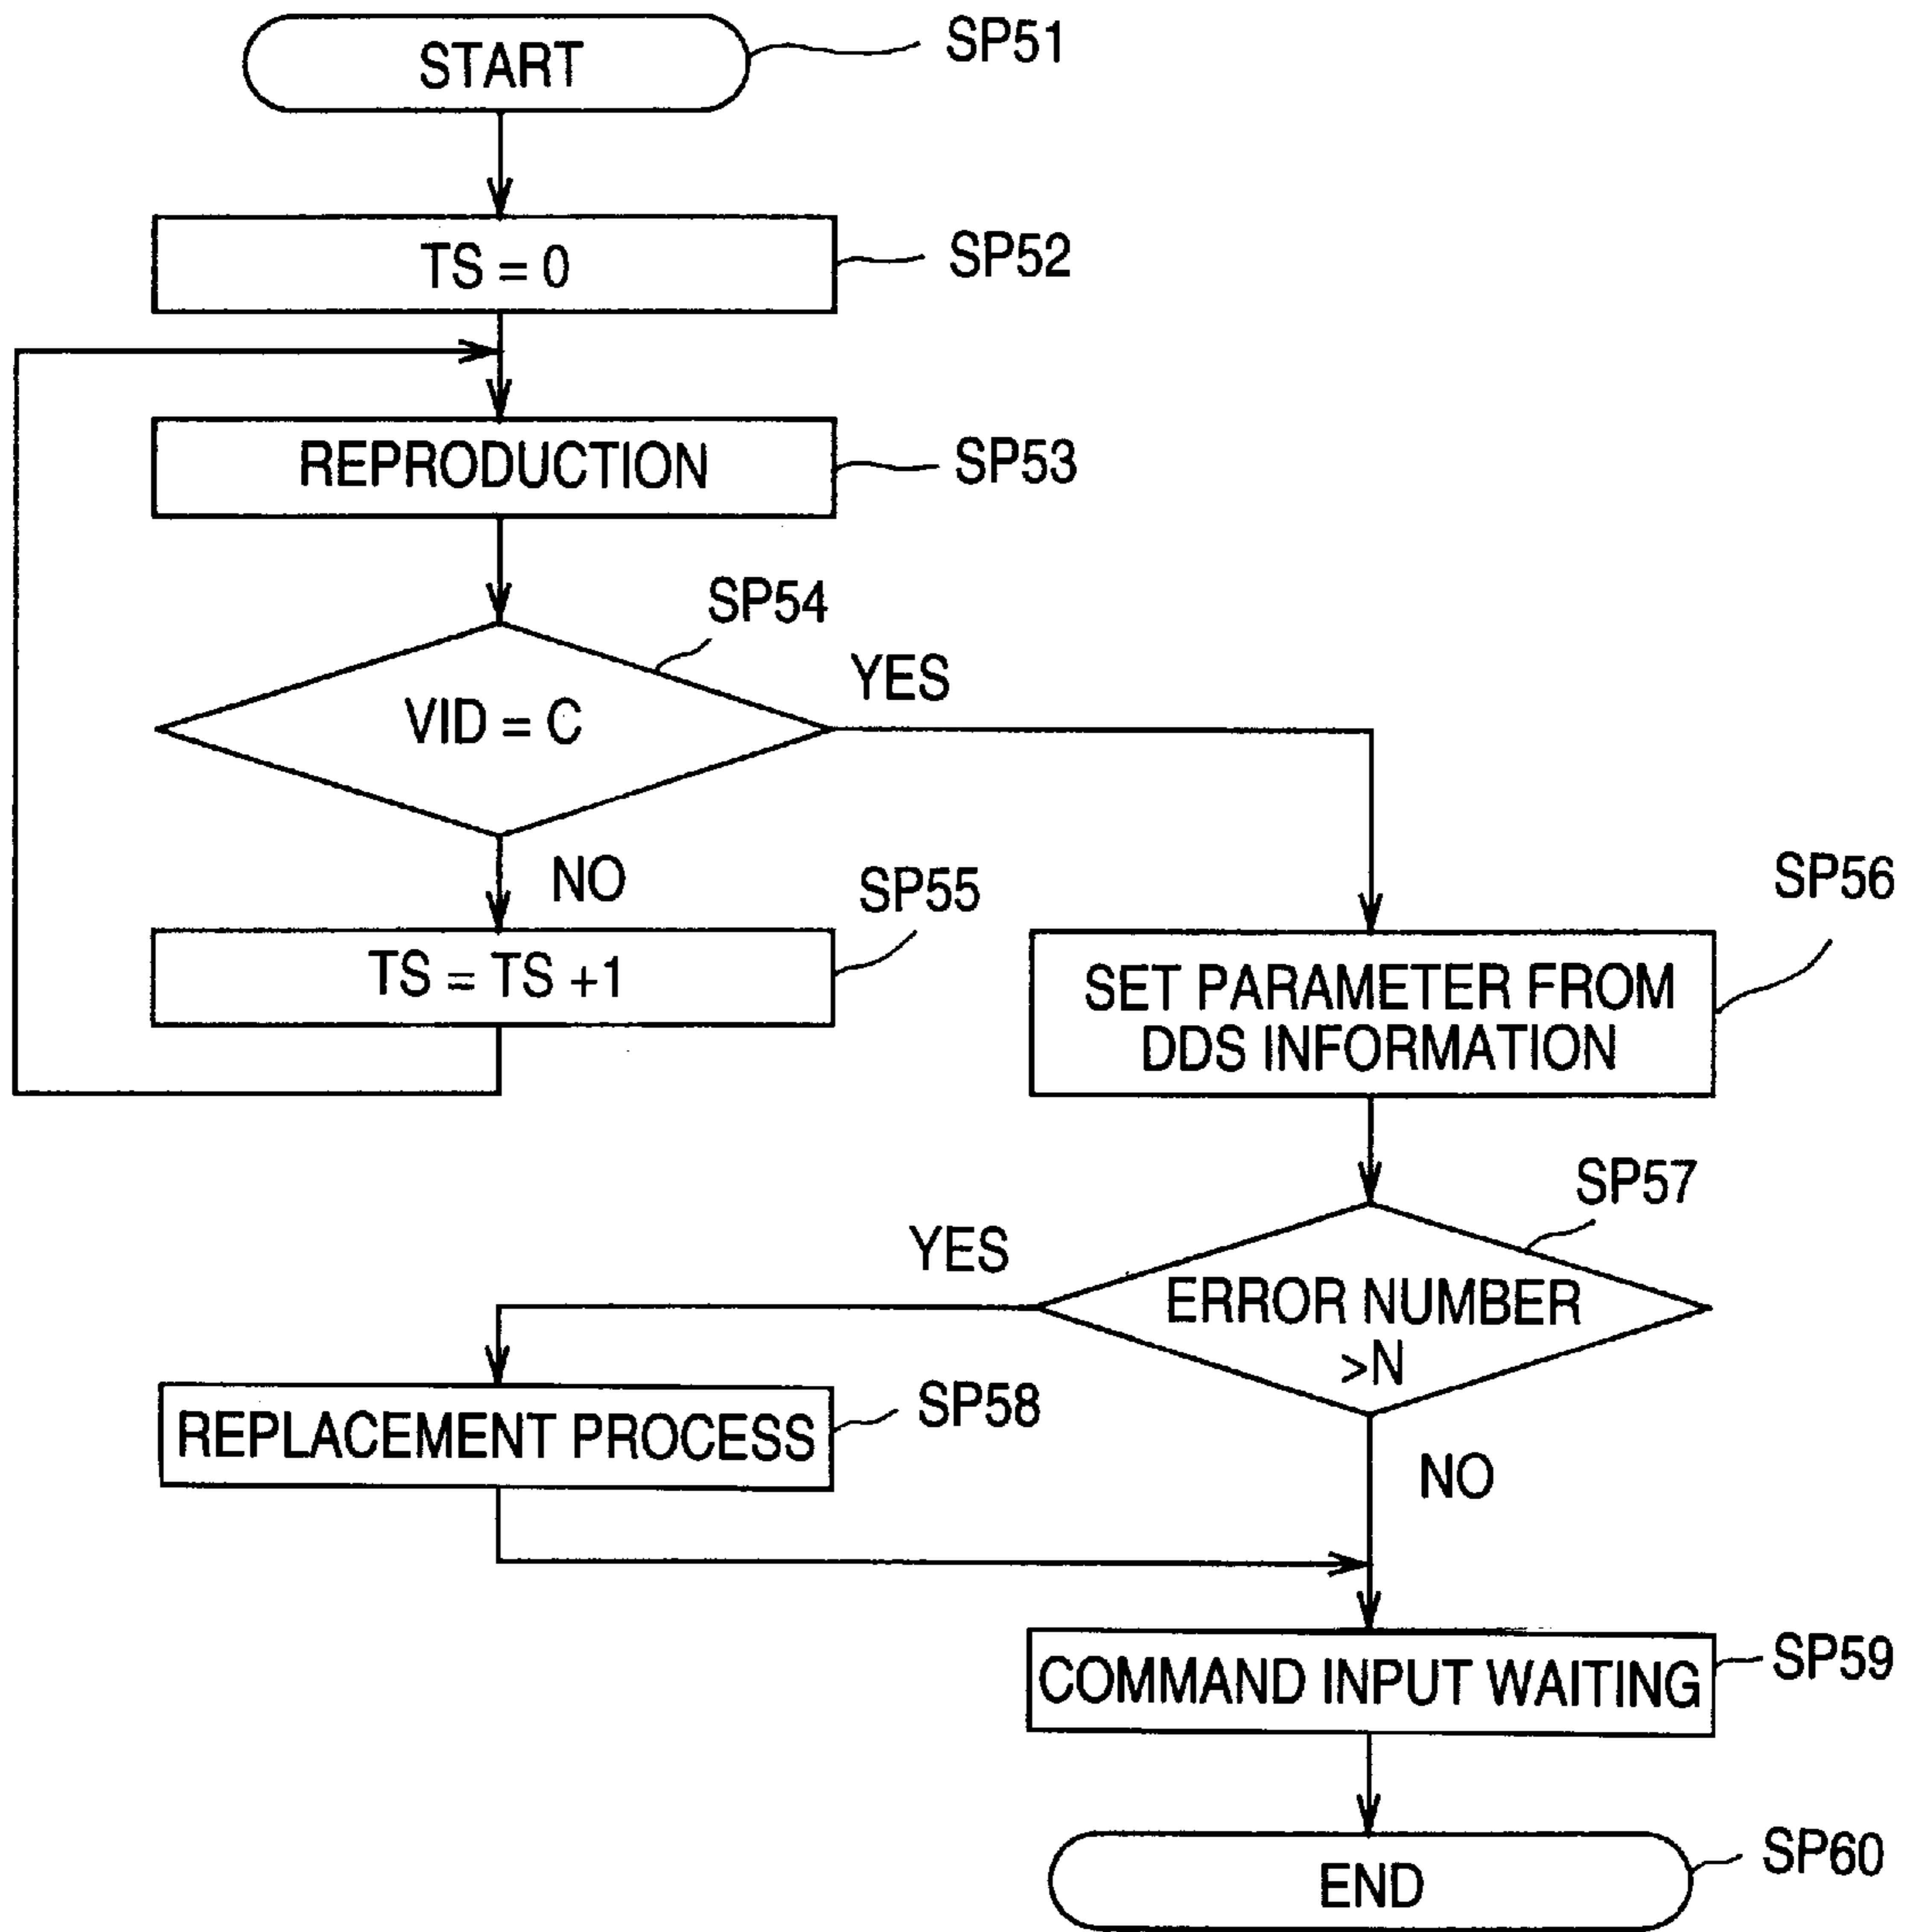 START
SP51
TS = 0
SP52
REPRODUCTION
SP53
SP54
VID = C
YES
NO
SP55
TS = TS +1
SP56
SET PARAMETER FROM
DDS INFORMATION
SP57
YES
ERROR NUMBER
>N
SP58
REPLACEMENT PROCESS
NO
COMMAND INPUT WAITING
SP59
END
SP60